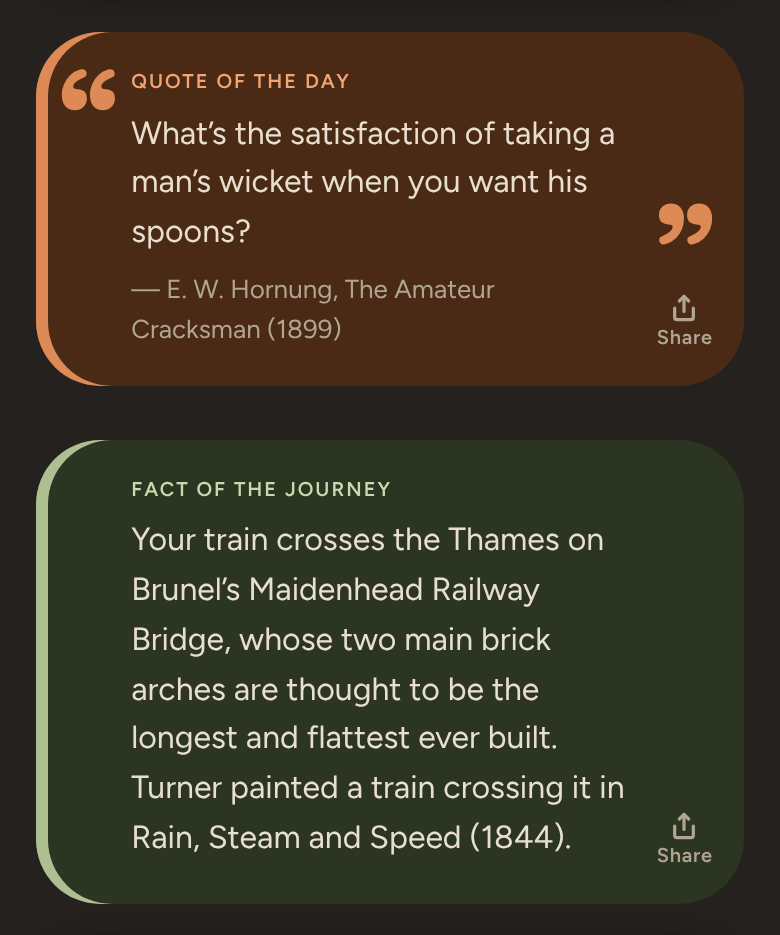 “ QUOTE OF THE DAY
What’s the satisfaction of taking a
man’s wicket when you want his
spoons?
”
— E. W. Hornung, The Amateur
Cracksman (1899)
Share
FACT OF THE JOURNEY
Your train crosses the Thames on
Brunel’s Maidenhead Railway
Bridge, whose two main brick
arches are thought to be the
longest and flattest ever built.
Turner painted a train crossing it in
Rain, Steam and Speed (1844).
Share